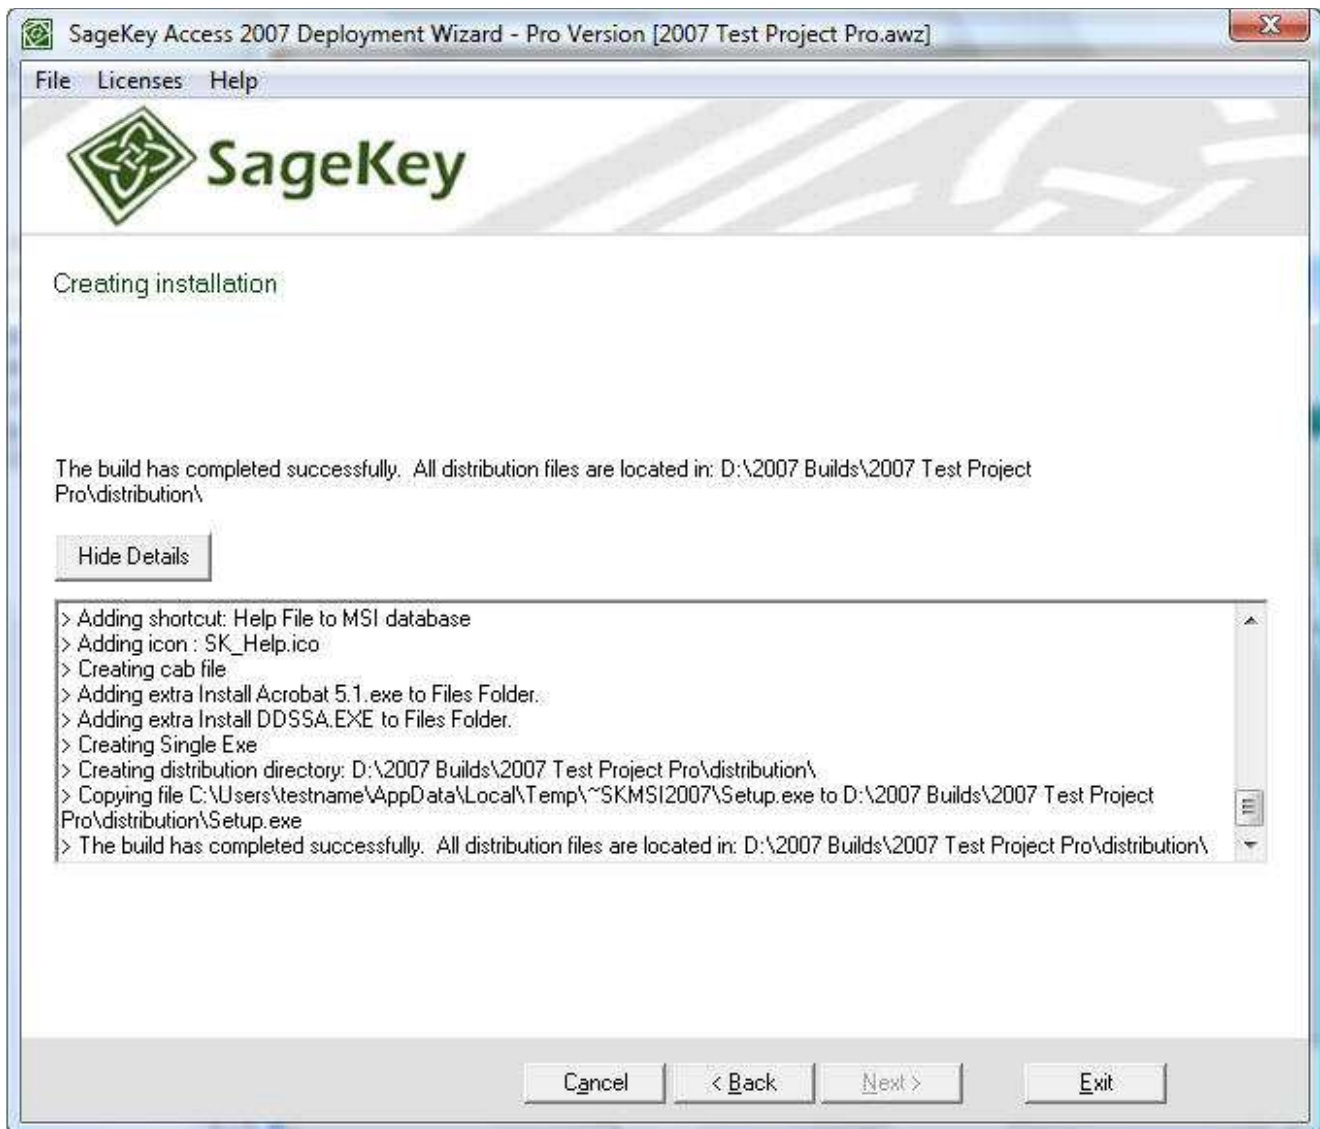 SageKey Access 2007 Deployment Wizard - Pro Version [2007 Test Project Pro.awz]
File Licenses Help
SageKey
Creating installation
The build has completed successfully.  All distribution files are located in: D:\2007 Builds\2007 Test Project
Pro\distribution\
Hide Details
> Adding shortcut: Help File to MSI database
> Adding icon : SK_Help.ico
> Creating cab file
> Adding extra Install Acrobat 5.1.exe to Files Folder.
> Adding extra Install DDSSA.EXE to Files Folder.
> Creating Single Exe
> Creating distribution directory: D:\2007 Builds\2007 Test Project Pro\distribution\
> Copying file C:\Users\testname\AppData\Local\Temp\~SKMSI2007\Setup.exe to D:\2007 Builds\2007 Test Project
Pro\distribution\Setup.exe
> The build has completed successfully.  All distribution files are located in: D:\2007 Builds\2007 Test Project Pro\distribution\
Cancel < Back Next > Exit